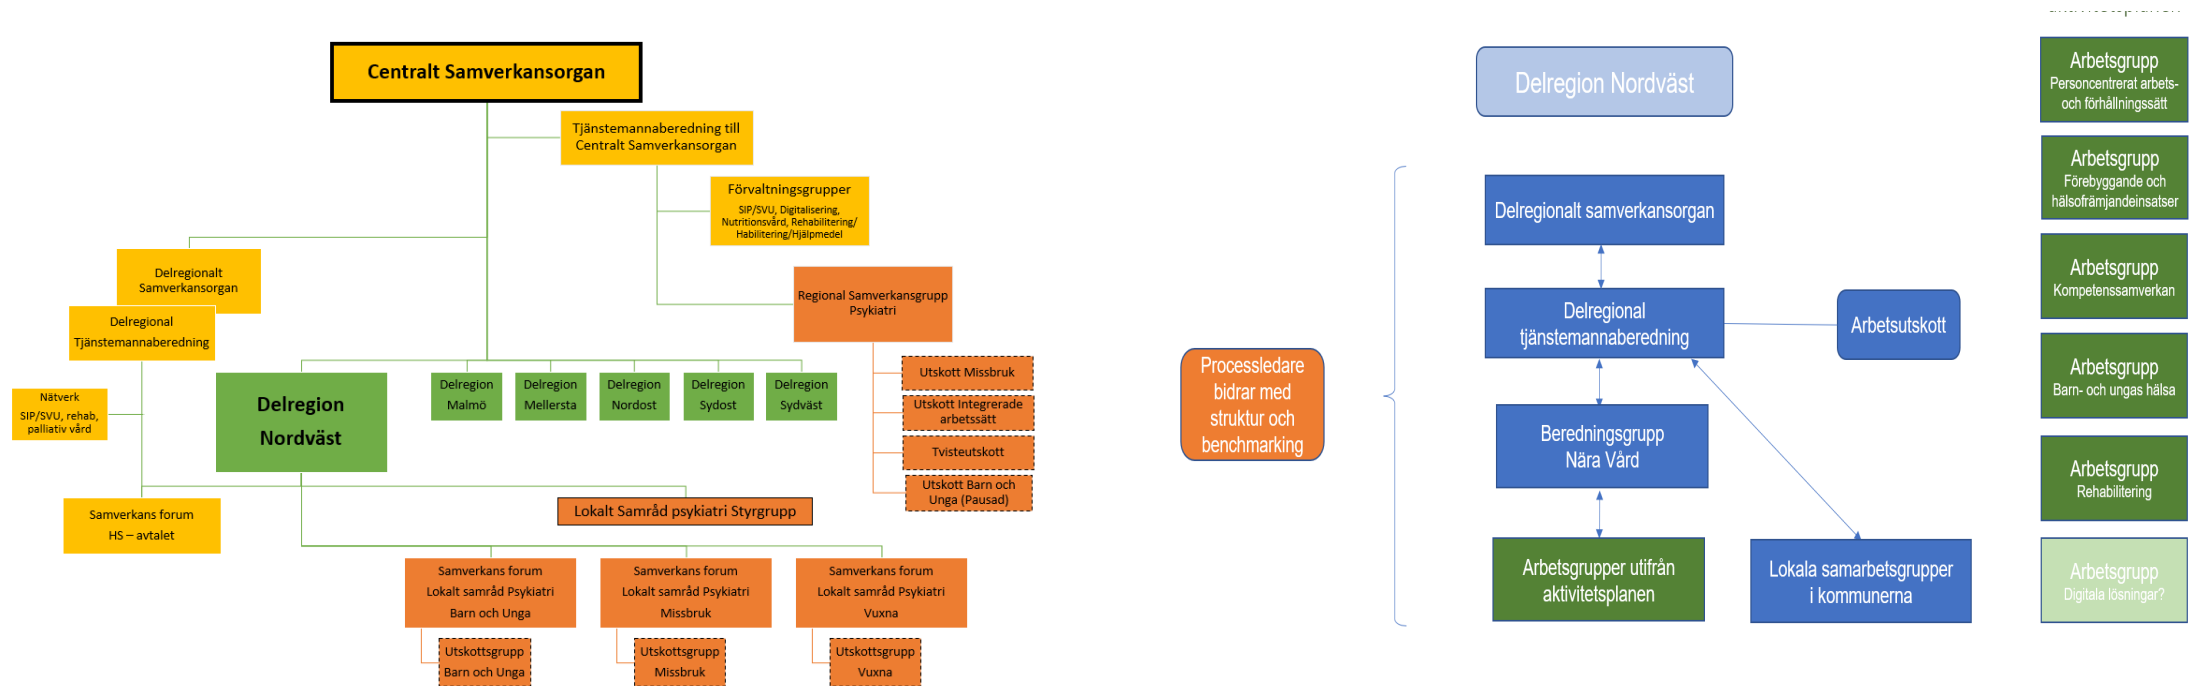 Centralt Samverkansorgan
Tjänstemannaberedning till
Centralt Samverkansorgan
Förvaltningsgrupper
SIP/SVU, Digitalisering,
Nutritionsvård, Rehabilitering/
Habilitering/Hjälpmedel
Delregionalt
Samverkansorgan
Delregional
Tjänstemannaberedning
Regional Samverkansgrupp
Psykiatri
Nätverk
SIP/SVU, rehab,
palliativ vård
Delregion
Nordväst
Delregion
Malmö
Delregion
Mellersta
Delregion
Nordost
Delregion
Sydost
Delregion
Sydväst
Utskott Missbruk
Utskott Integrerade
arbetssätt
Tvisteutskott
Utskott Barn och
Unga (Pausad)
Samverkans forum
HS – avtalet
Lokalt Samråd psykiatri Styrgrupp
Samverkans forum
Lokalt samråd Psykiatri
Barn och Unga
Samverkans forum
Lokalt samråd Psykiatri
Missbruk
Samverkans forum
Lokalt samråd Psykiatri
Vuxna
Utskottsgrupp
Barn och Unga
Utskottsgrupp
Missbruk
Utskottsgrupp
Vuxna
Delregion Nordväst
Processledare
bidrar med
struktur och
benchmarking
Delregionalt samverkansorgan
Delregional
tjänstemannaberedning
Arbetsutskott
Beredningsgrupp
Nära Vård
Arbetsgrupper utifrån
aktivitetsplanen
Lokala samarbetsgrupper
i kommunerna
Arbetsgrupp
Personcentrerat arbets-
och förhållningssätt
Arbetsgrupp
Förebyggande och
hälsofrämjandeinsatser
Arbetsgrupp
Kompetenssamverkan
Arbetsgrupp
Barn- och ungas hälsa
Arbetsgrupp
Rehabilitering
Arbetsgrupp
Digitala lösningar?